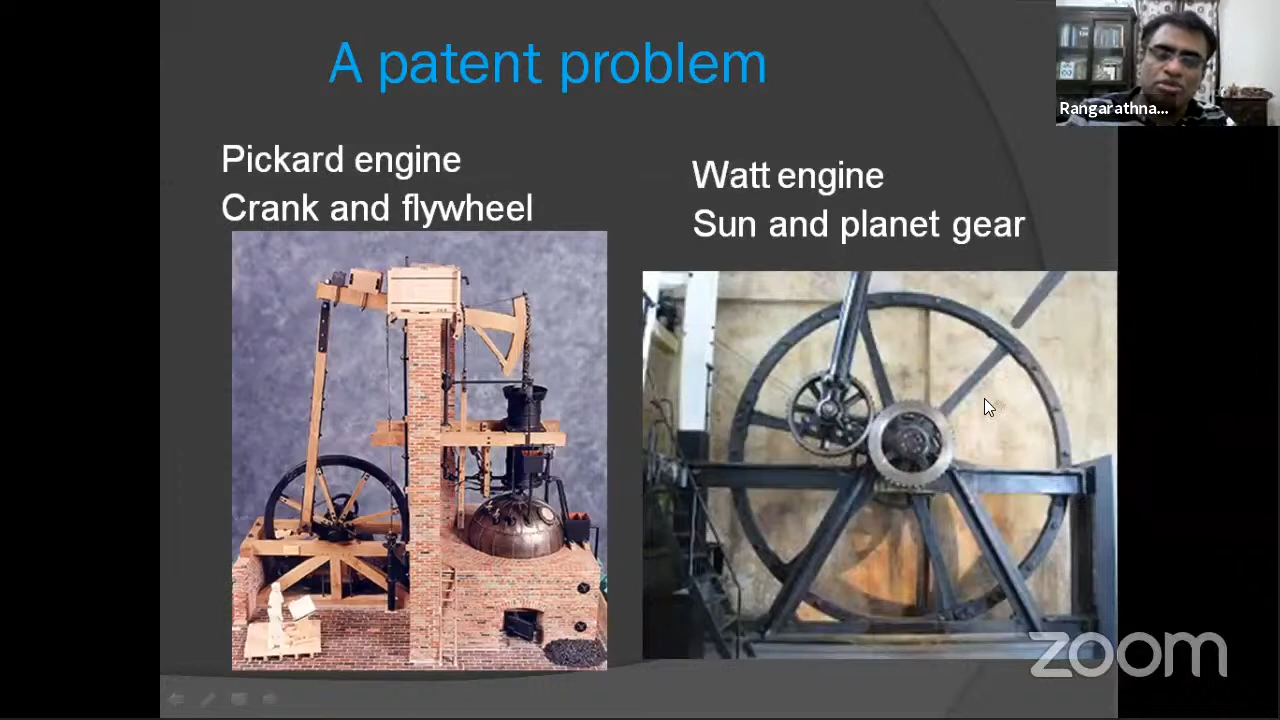 A patent problem
Rangarathna...
Pickard engine
Crank and flywheel
Watt engine
Sun and planet gear
zoom